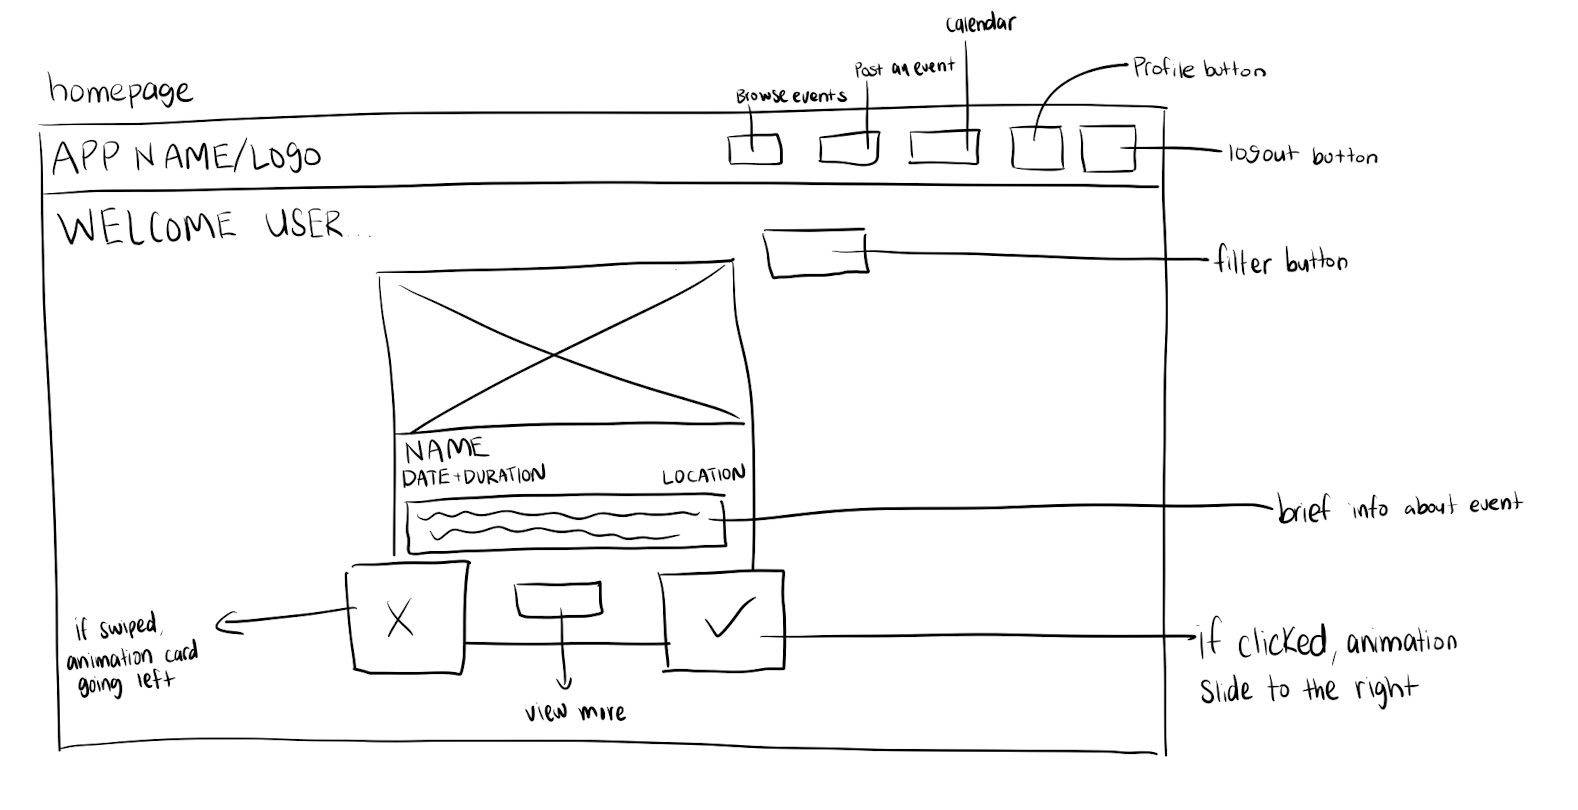 calendar
Post an event
Profile button
homepage
Browse events
APP NAME/LOGO
logout button
WELCOME USER...
filter button
NAME
DATE+DURATION
LOCATION
brief info about event
X
if swiped,
animation card
going left
if clicked, animation
slide to the right
view more